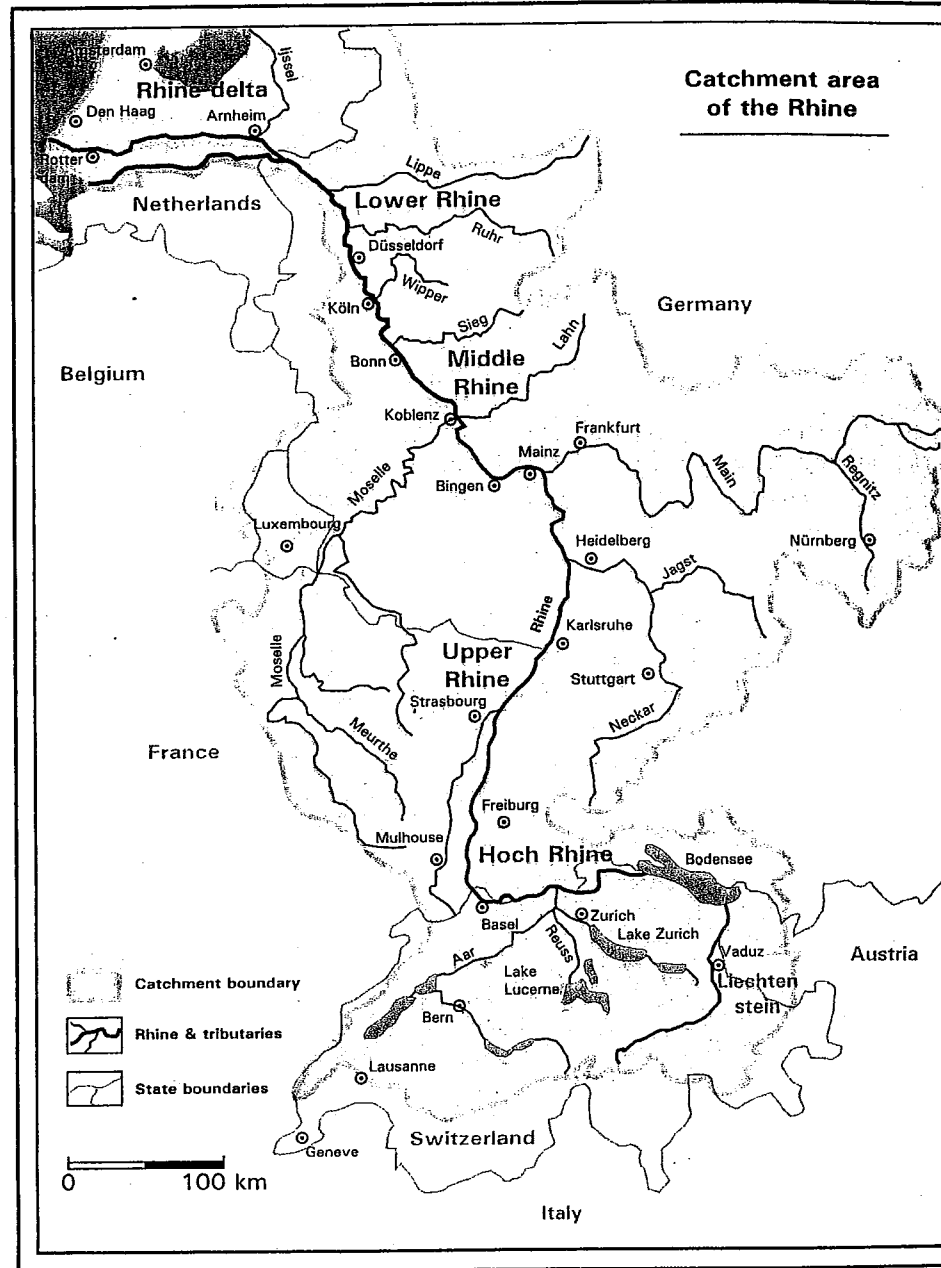 Catchment area
of the Rhine
Amsterdam
Ijssel
Rhine delta
Den Haag
Arnheim
Rotter
dam
Lippe
Lower Rhine
Netherlands
Ruhr
Düsseldorf
Wipper
Köln
Germany
Sieg
Lahn
Bonn
Middle
Rhine
Belgium
Koblenz
Frankfurt
Mainz
Main
Regnitz
Moselle
Bingen
Luxembourg
Heidelberg
Nürnberg
Jagst
Rhine
Karlsruhe
Moselle
Upper
Rhine
Stuttgart
Strasbourg
Neckar
Meurthe
France
Freiburg
Mulhouse
Hoch Rhine
Bodensee
Basel
Zurich
Lake Zurich
Reuss
Aar
Vaduz
Austria
Lake
Lucerne
Liechten
stein
Bern
Catchment boundary
Rhine & tributaries
State boundaries
Lausanne
Switzerland
Geneve
0
100 km
Italy